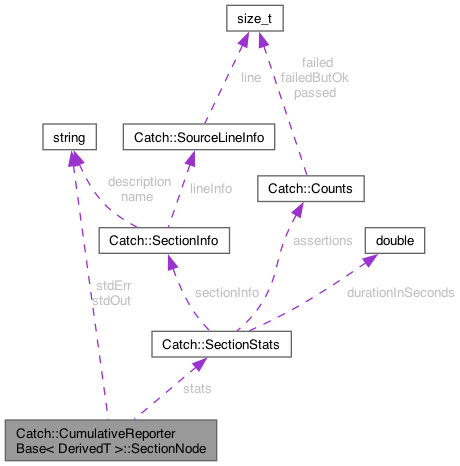 size_t
failed
failedButOk
passed
line
string
Catch::SourceLineInfo
description
name
lineInfo
Catch::Counts
Catch::SectionInfo
assertions
double
stdErr
stdOut
sectionInfo
durationInSeconds
Catch::SectionStats
stats
Catch::CumulativeReporter
Base< DerivedT >::SectionNode